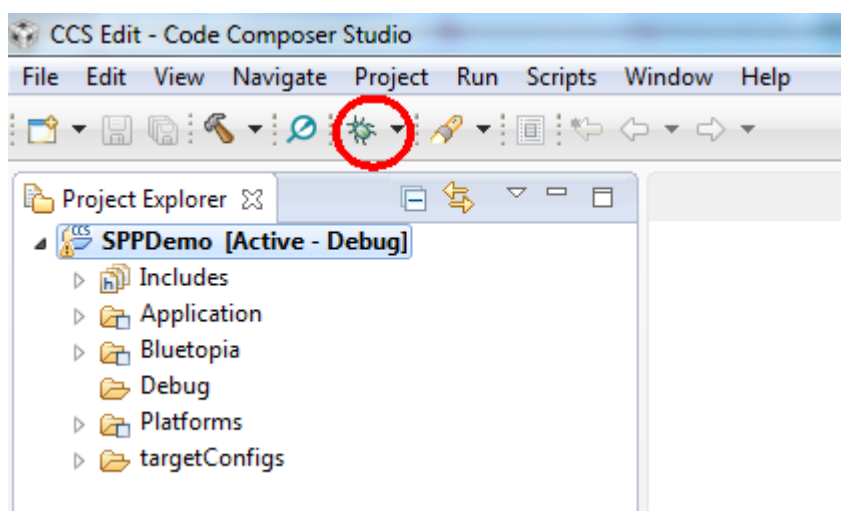 CCS Edit - Code Composer Studio
File Edit View Navigate Project Run Scripts Window Help
Project Explorer
CCS
SPPDemo [Active - Debug]
h
Includes
Application
Bluetopia
Debug
Platforms
targetConfigs